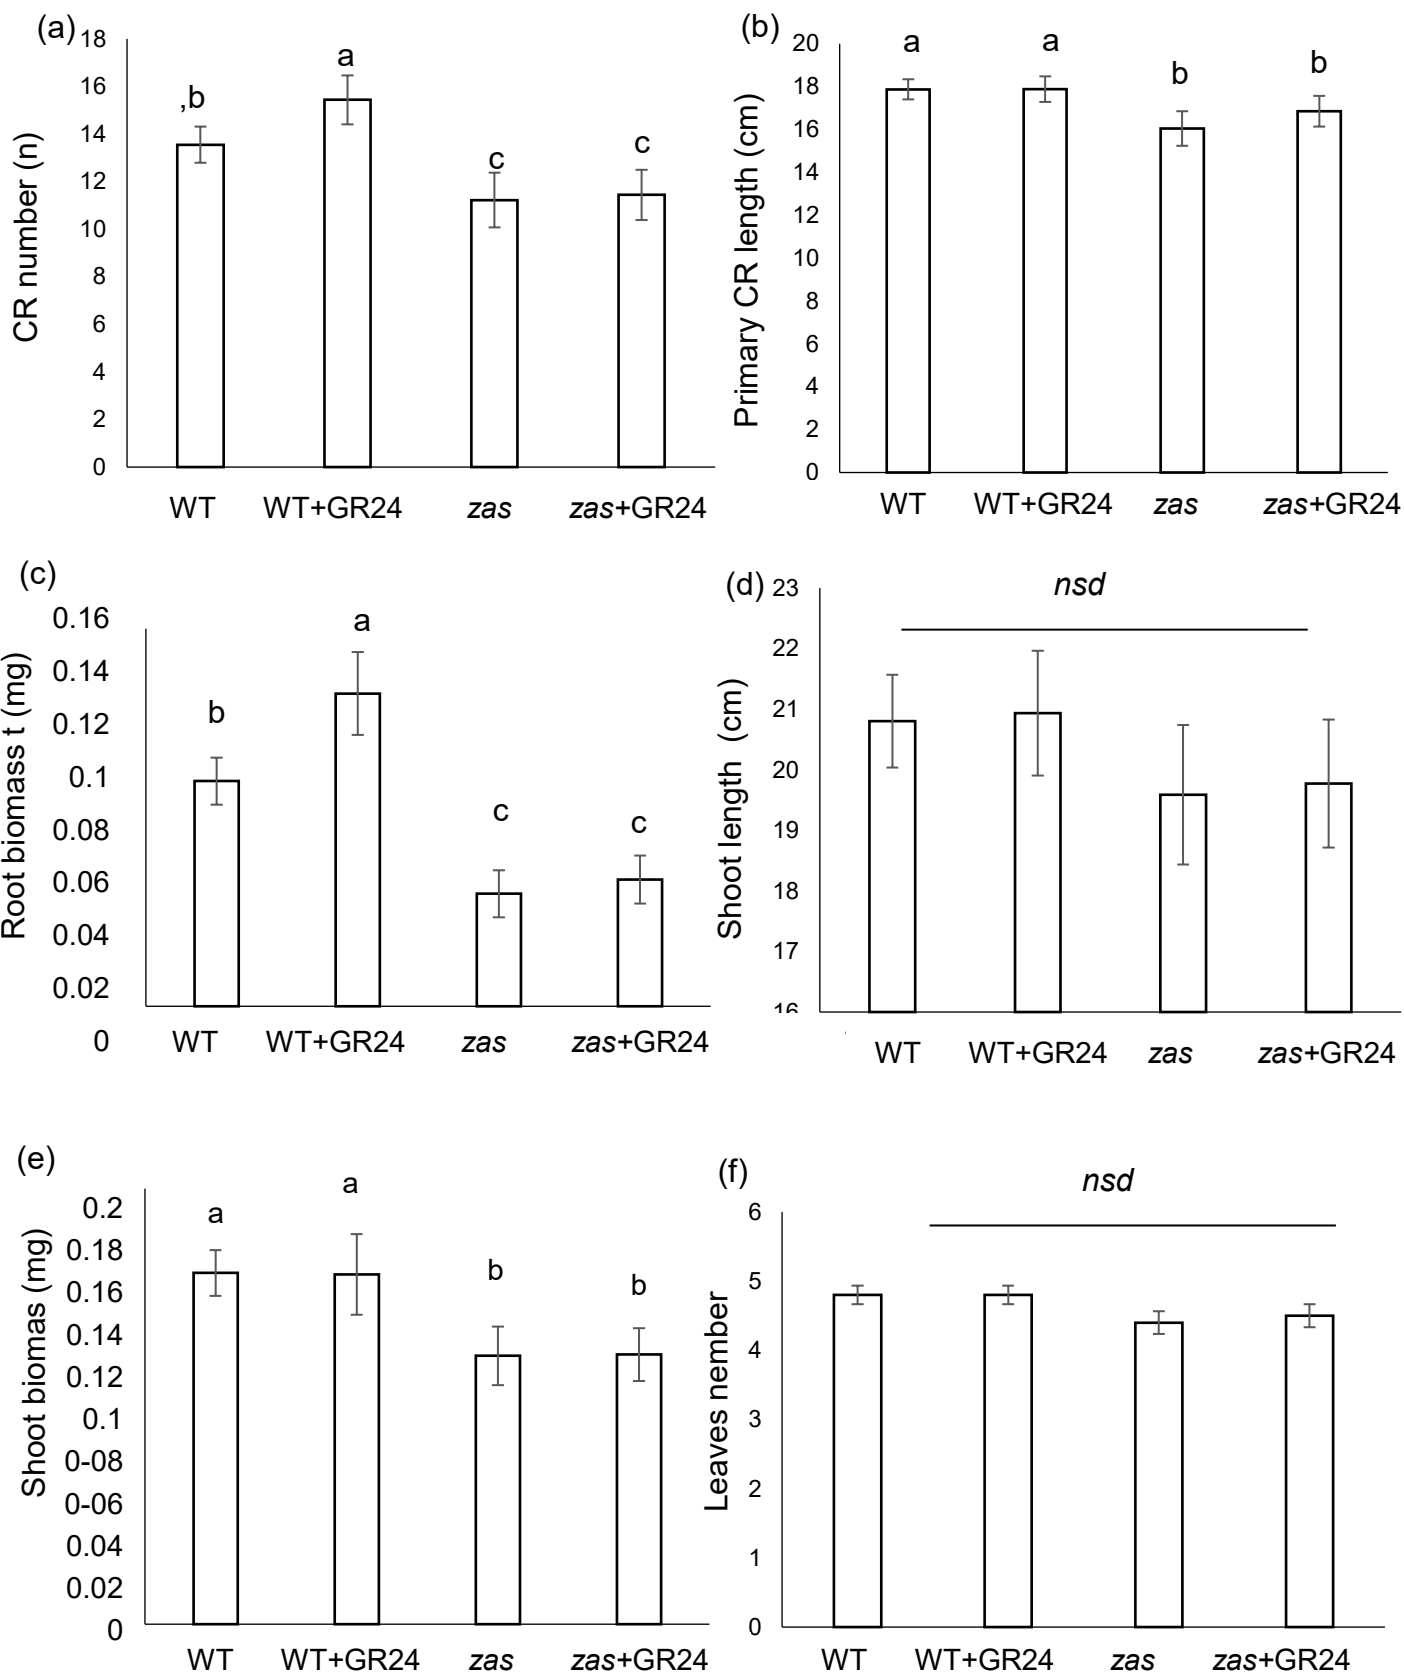 (a)
18
16
14
12
10
8
6
4
2
0
CR number (n)
,b
a
c
c
WT
WT+GR24
zas
zas+GR24
(b)
20
18
16
14
12
10
8
6
4
2
0
Primary CR length (cm)
a
a
b
b
WT
WT+GR24
zas
zas+GR24
(c)
0.16
0.14
0.12
0.1
0.08
0.06
0.04
0.02
0
Root biomass t (mg)
b
a
c
c
WT
WT+GR24
zas
zas+GR24
(d)
23
22
21
20
19
18
17
16
Shoot length (cm)
nsd
WT
WT+GR24
zas
zas+GR24
(e)
0.2
0.18
0.16
0.14
0.12
0.1
0-08
0-06
0.04
0.02
0
Shoot biomas (mg)
a
a
b
b
WT
WT+GR24
zas
zas+GR24
(f)
6
5
4
3
2
1
0
Leaves nember
nsd
WT
WT+GR24
zas
zas+GR24